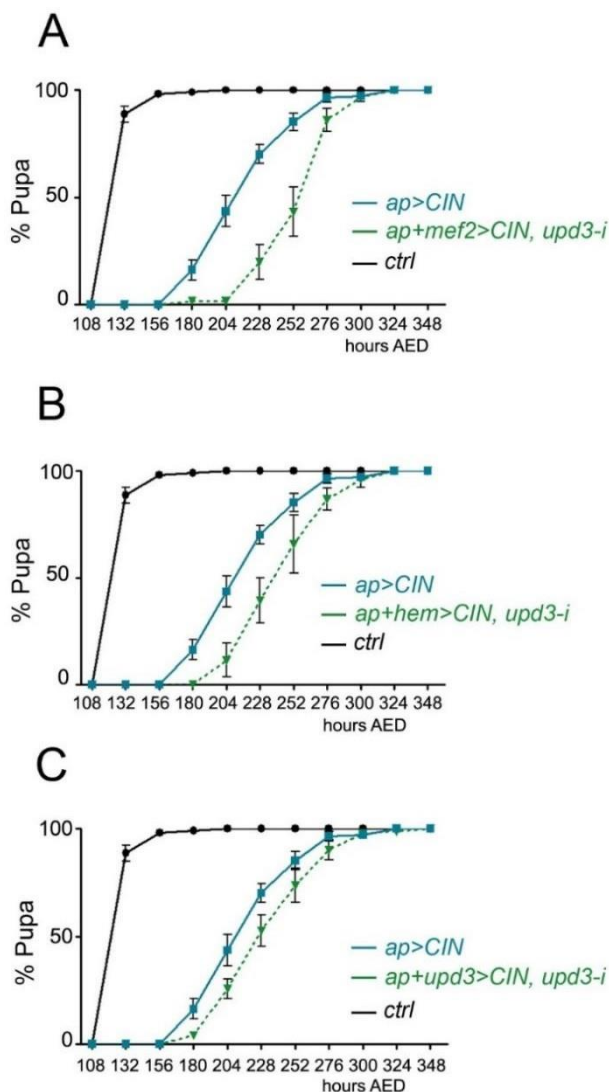 A
100
50
0
% Pupa
ap>CIN
ap+mef2>CIN, upd3-i
ctrl
108 132 156 180 204 228 252 276 300 324 348
hours AED
B
100
50
0
% Pupa
ap>CIN
ap+hem>CIN, upd3-i
ctrl
108 132 156 180 204 228 252 276 300 324 348
hours AED
C
100
50
0
% Pupa
ap>CIN
ap+upd3>CIN, upd3-i
ctrl
108 132 156 180 204 228 252 276 300 324 348
hours AED